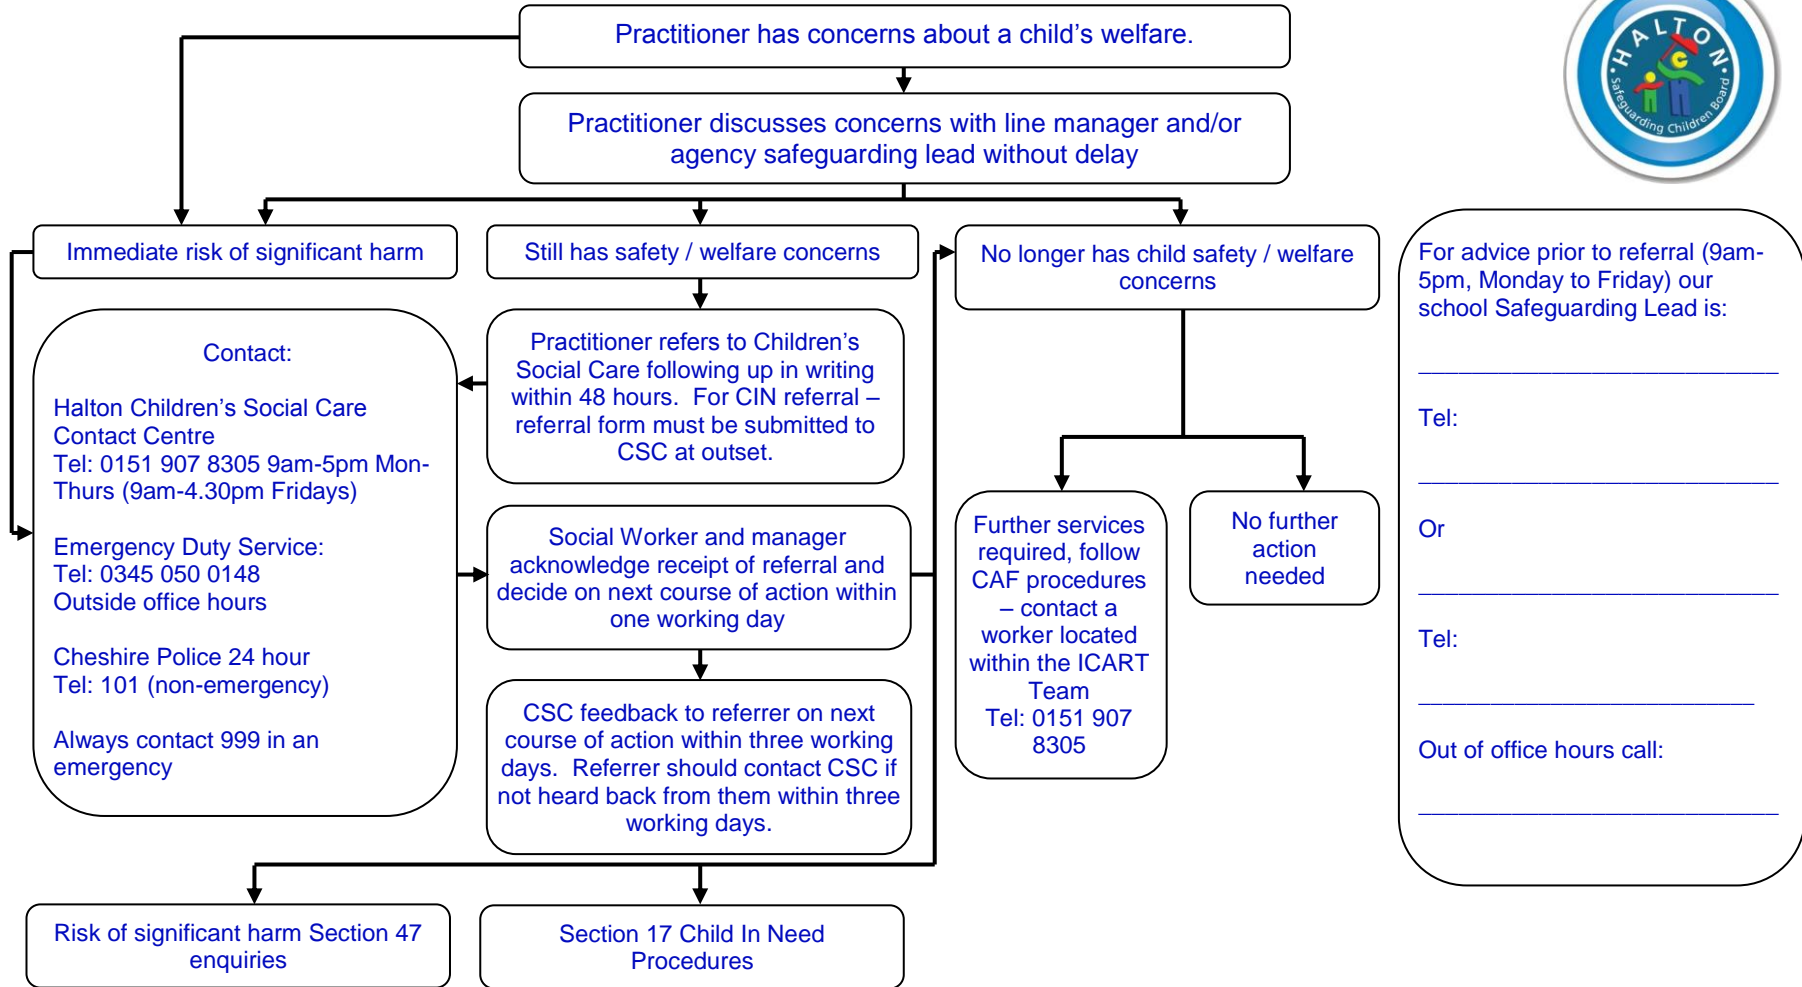 Practitioner has concerns about a child’s welfare.
HALTON
Safeguarding Children Board
Practitioner discusses concerns with line manager and/or
agency safeguarding lead without delay
Immediate risk of significant harm
Still has safety / welfare concerns
No longer has child safety / welfare
concerns
Contact:
Halton Children’s Social Care
Contact Centre
Tel: 0151 907 8305 9am-5pm Mon-
Thurs (9am-4.30pm Fridays)
Emergency Duty Service:
Tel: 0345 050 0148
Outside office hours
Cheshire Police 24 hour
Tel: 101 (non-emergency)
Always contact 999 in an
emergency
Practitioner refers to Children’s
Social Care following up in writing
within 48 hours.  For CIN referral –
referral form must be submitted to
CSC at outset.
Social Worker and manager
acknowledge receipt of referral and
decide on next course of action within
one working day
CSC feedback to referrer on next
course of action within three working
days.  Referrer should contact CSC if
not heard back from them within three
working days.
Further services
required, follow
CAF procedures
– contact a
worker located
within the ICART
Team
Tel: 0151 907
8305
No further
action
needed
For advice prior to referral (9am-
5pm, Monday to Friday) our
school Safeguarding Lead is:
Tel:
Or
Tel:
Out of office hours call:
Risk of significant harm Section 47
enquiries
Section 17 Child In Need
Procedures